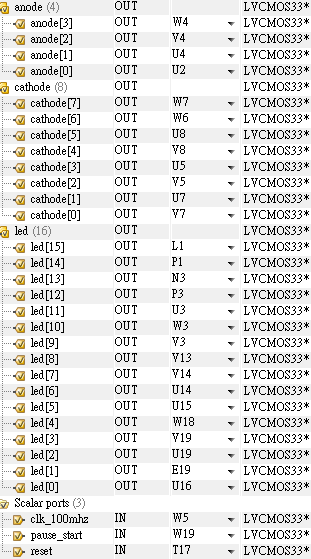 anode (4) OUT LVCMOS33*
anode[3] OUT W4 LVCMOS33*
anode[2] OUT V4 LVCMOS33*
anode[1] OUT U4 LVCMOS33*
anode[0] OUT U2 LVCMOS33*
cathode (8) OUT LVCMOS33*
cathode[7] OUT W7 LVCMOS33*
cathode[6] OUT W6 LVCMOS33*
cathode[5] OUT U8 LVCMOS33*
cathode[4] OUT V8 LVCMOS33*
cathode[3] OUT U5 LVCMOS33*
cathode[2] OUT V5 LVCMOS33*
cathode[1] OUT U7 LVCMOS33*
cathode[0] OUT V7 LVCMOS33*
led (16) OUT LVCMOS33*
led[15] OUT L1 LVCMOS33*
led[14] OUT P1 LVCMOS33*
led[13] OUT N3 LVCMOS33*
led[12] OUT P3 LVCMOS33*
led[11] OUT U3 LVCMOS33*
led[10] OUT W3 LVCMOS33*
led[9] OUT V3 LVCMOS33*
led[8] OUT V13 LVCMOS33*
led[7] OUT V14 LVCMOS33*
led[6] OUT U14 LVCMOS33*
led[5] OUT U15 LVCMOS33*
led[4] OUT W18 LVCMOS33*
led[3] OUT V19 LVCMOS33*
led[2] OUT U19 LVCMOS33*
led[1] OUT E19 LVCMOS33*
led[0] OUT U16 LVCMOS33*
Scalar ports (3)
clk_100mhz IN W5 LVCMOS33*
pause_start IN W19 LVCMOS33*
reset IN T17 LVCMOS33*